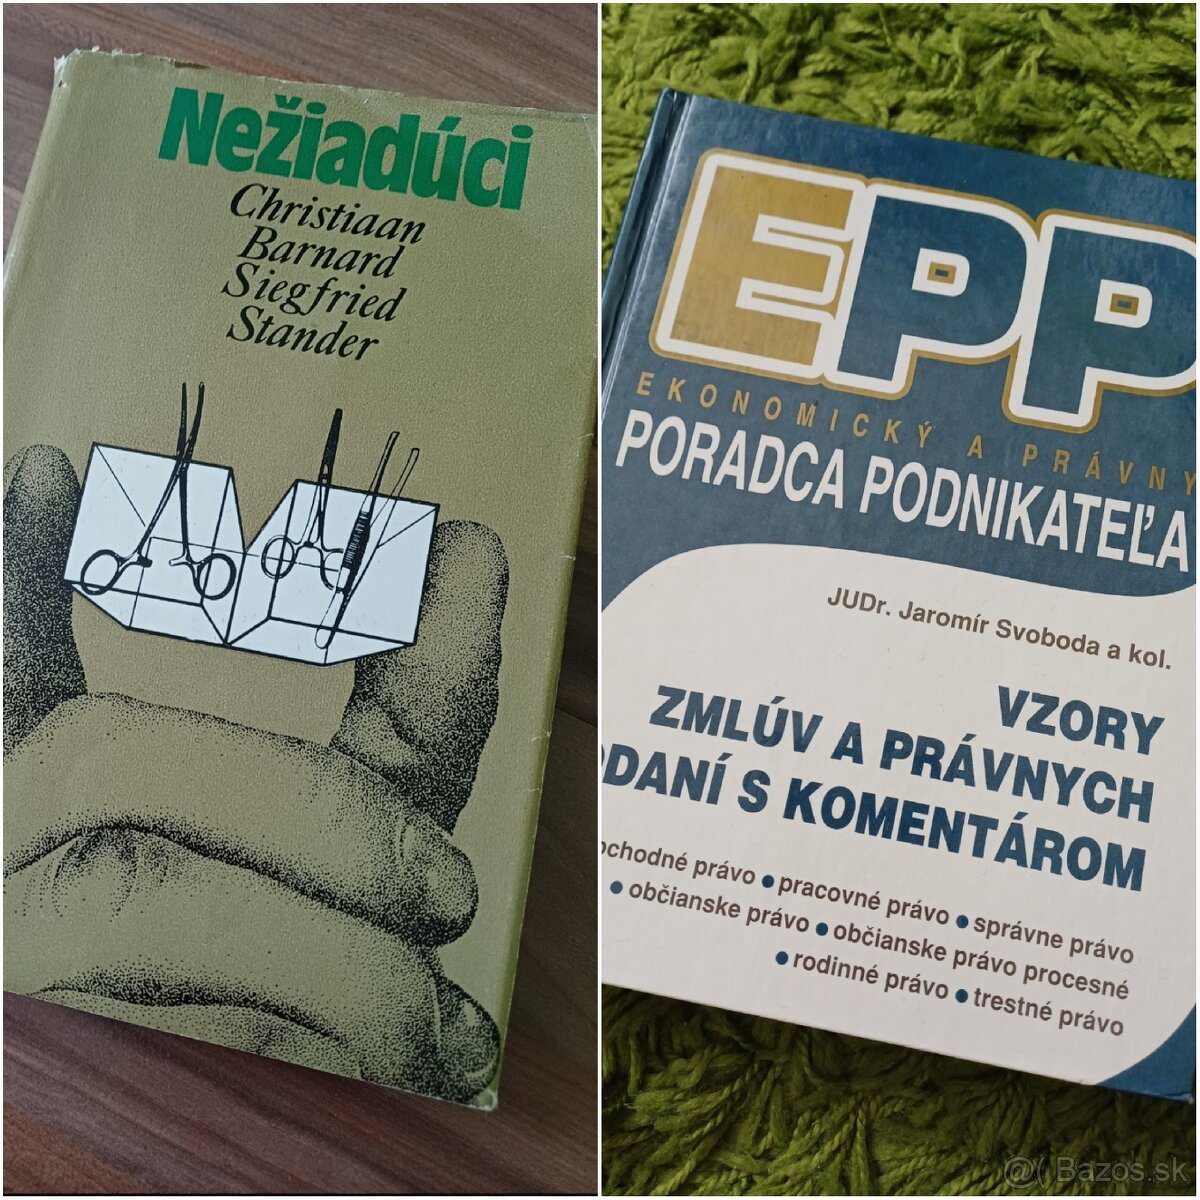 Nežiadúci
Christiaan
Barnard
Siegfried
Stander
EPP
EKONOMICKÝ A PRÁVNY
PORADCA PODNIKATEĽA
JUDr. Jaromír Svoboda a kol.
VZORY
ZMLÚV A PRÁVNYCH
ODANÍ S KOMENTÁROM
ochodné právo • pracovné právo • správne právo
• občianske právo • občianske právo procesné
• rodinné právo • trestné právo
@( Bazos.sk